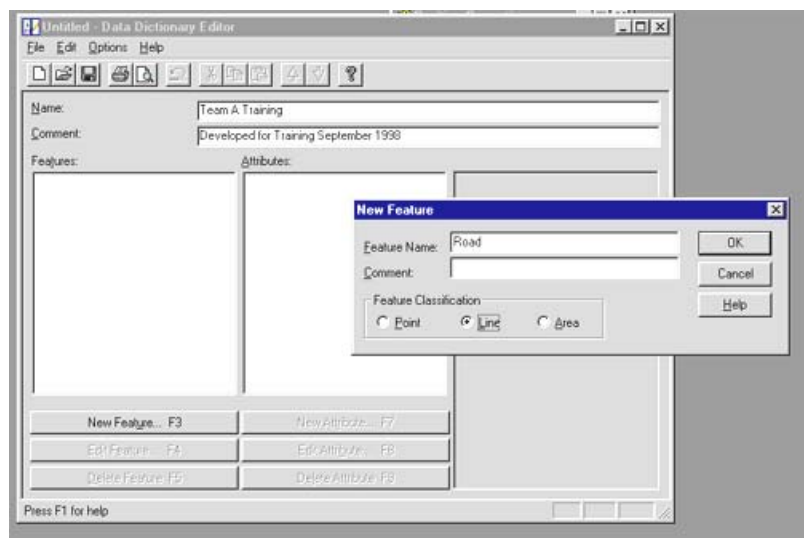 Untitled - Data Dictionary Editor
File Edit Options Help
Name: Team A Training
Comment: Developed for Training September 1998
Features: Attributes:
New Feature
Feature Name: Road
OK
Comment:
Cancel
Feature Classification
Help
Point Line Area
New Feature... F3 New Attribute... F7
Edit Feature... F4 Edit Attribute... F8
Delete Feature F5 Delete Attribute F9
Press F1 for help